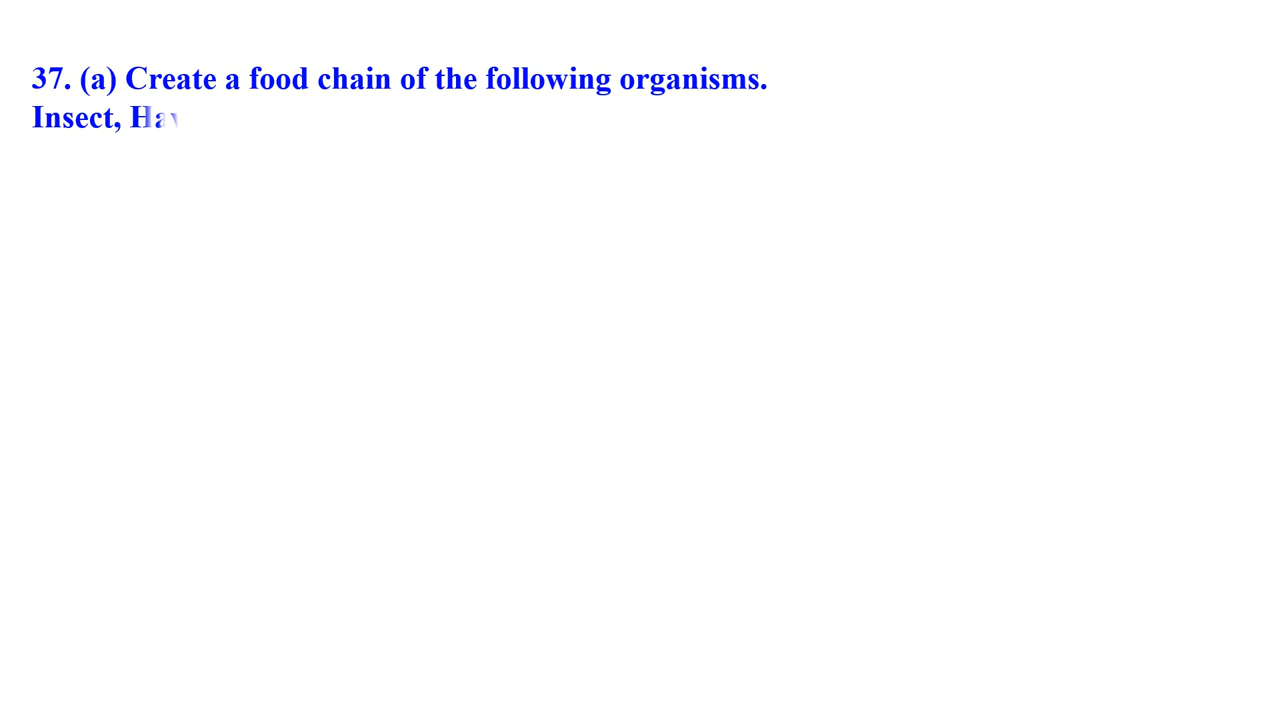 37. (a) Create a food chain of the following organisms.
Insect,